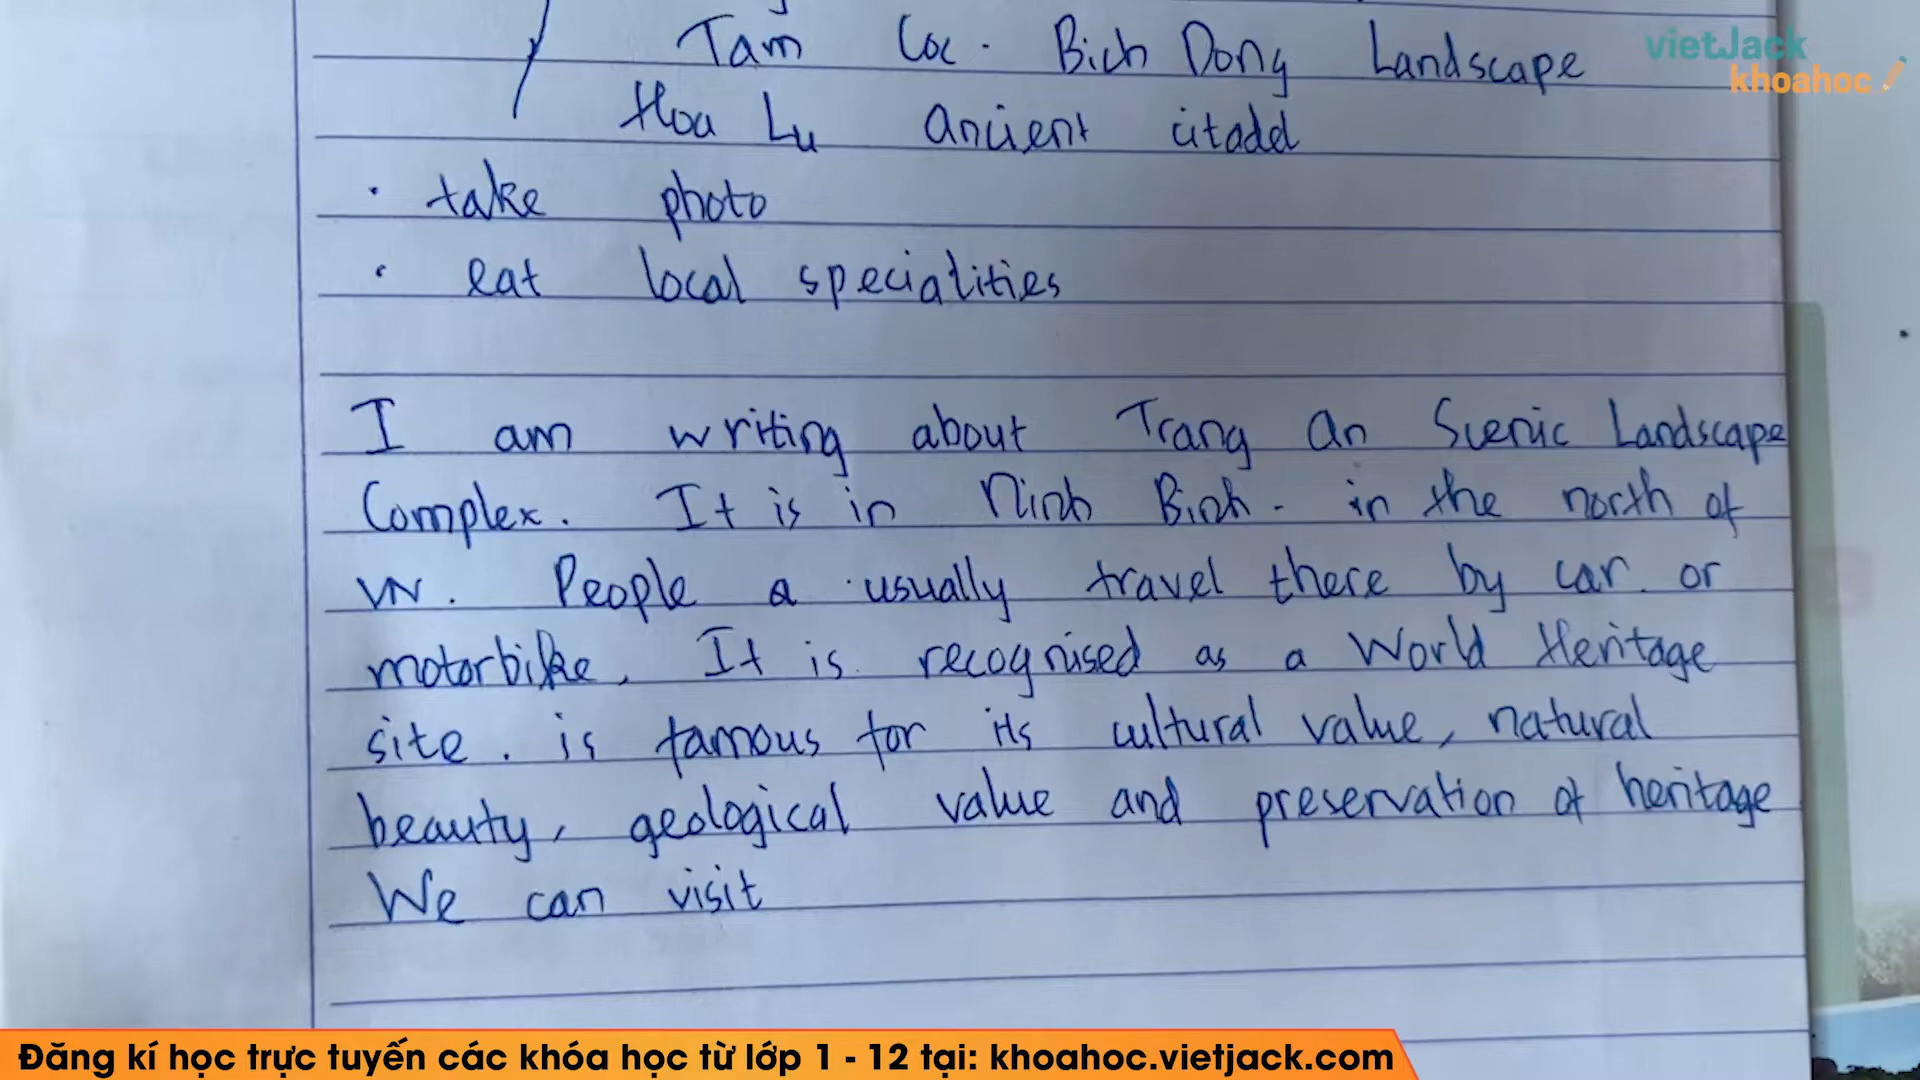 Tam Coc - Bich Dong Landscape
vietJack
khoahoc
Hoa Lu ancient citadel
• take photo
• eat local specialities
I am writing about Trang An Scenic Landscape
Complex. It is in Ninh Binh - in the north of
VN. People a usually travel there by car or
motorbike. It is recognised as a World Heritage
site. is famous for its cultural value, natural
beauty, geological value and preservation of heritage
We can visit
Đăng kí học trực tuyến các khóa học từ lớp 1 - 12 tại: khoahoc.vietjack.com